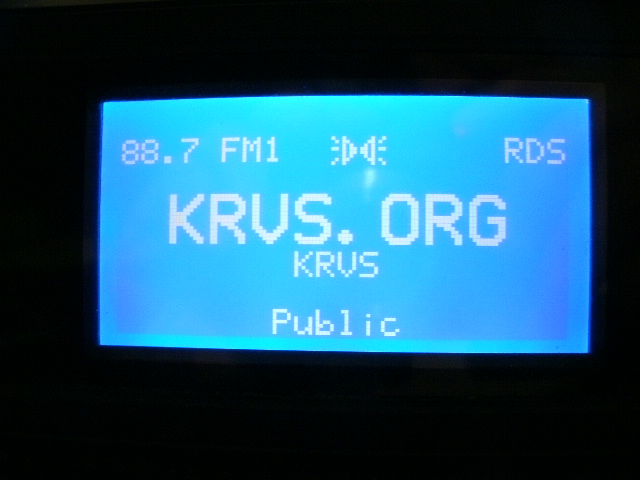 88.7 FM1 RDS
KRVS.ORG
KRVS
Public